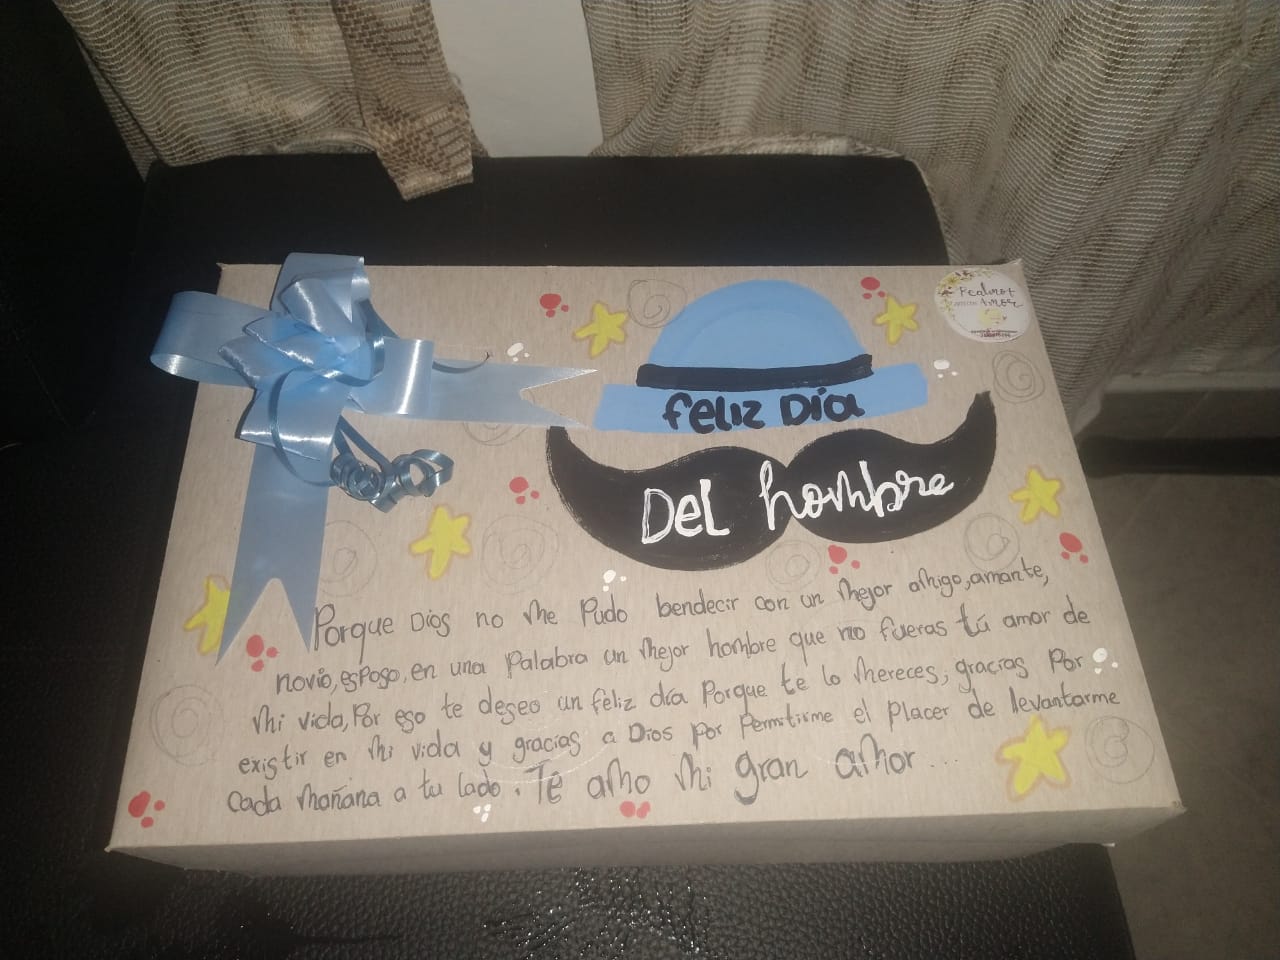 Feliz Día
Del hombre
Amor
Porque Dios no me pudo bendecir con un mejor amigo, amante,
novio, esposo, en una palabra un mejor hombre que no fueras tú amor de
mi vida, por eso te deseo un feliz día porque te lo mereces, gracias por
existir en mi vida y gracias a Dios por permitirme el placer de levantarme
cada mañana a tu lado. Te amo mi gran amor...